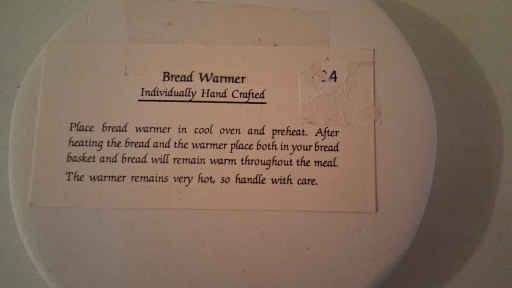 Bread Warmer
Individually Hand Crafted
Place bread warmer in cool oven and preheat. After
heating the bread and the warmer place both in your bread
basket and bread will remain warm throughout the meal.
The warmer remains very hot, so handle with care.